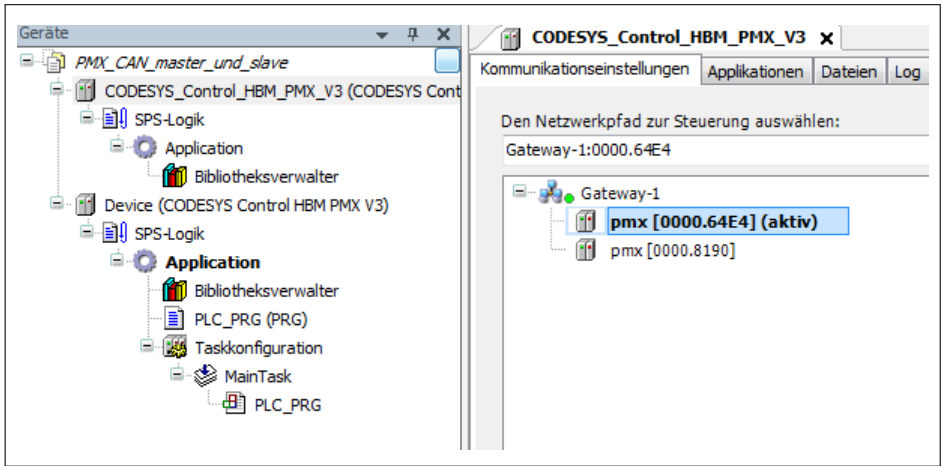 Geräte
PMX_CAN_master_und_slave
CODESYS_Control_HBM_PMX_V3 (CODESYS Cont
SPS-Logik
Application
Bibliotheksverwalter
Device (CODESYS Control HBM PMX V3)
SPS-Logik
Application
Bibliotheksverwalter
PLC_PRG (PRG)
Taskkonfiguration
MainTask
PLC_PRG
CODESYS_Control_HBM_PMX_V3
Kommunikationseinstellungen Applikationen Dateien Log
Den Netzwerkpfad zur Steuerung auswählen:
Gateway-1:0000.64E4
Gateway-1
pmx [0000.64E4] (aktiv)
pmx [0000.8190]